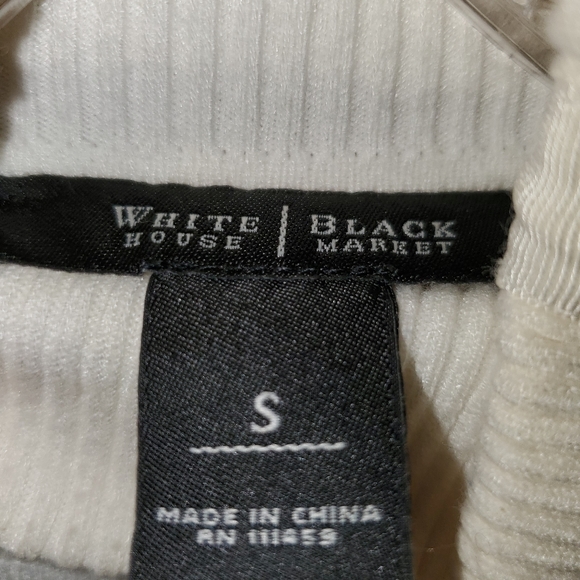 WHITE | BLACK
HOUSE | MARKET
S
MADE IN CHINA
RN 111459